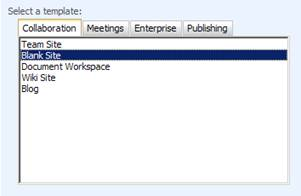 Select a template:
Collaboration Meetings Enterprise Publishing
Team Site
Blank Site
Document Workspace
Wiki Site
Blog